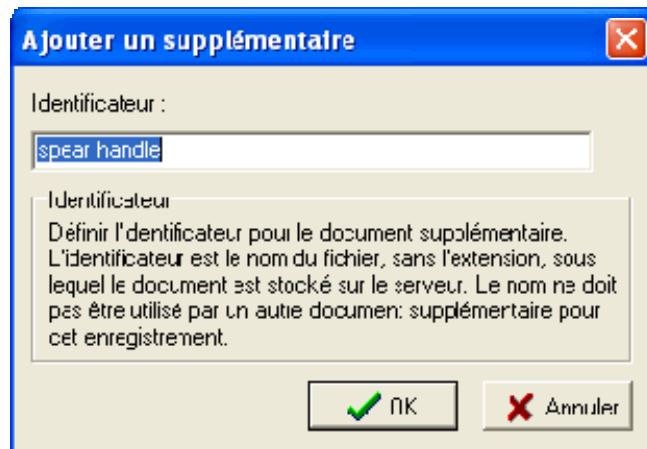 Ajouter un supplémentaire
Identificateur :
spear handle
Identificateur
Définir l'dentificateur pour le document supplémentaire.
L'identificateur est le nom du fichier, sans l'extension, sous
lequel le document est stocké sur le serveur. Le nom ne doit
pas être utilisé par un autre document supplémentaire pour
cet enregistrement.
OK
Annuler